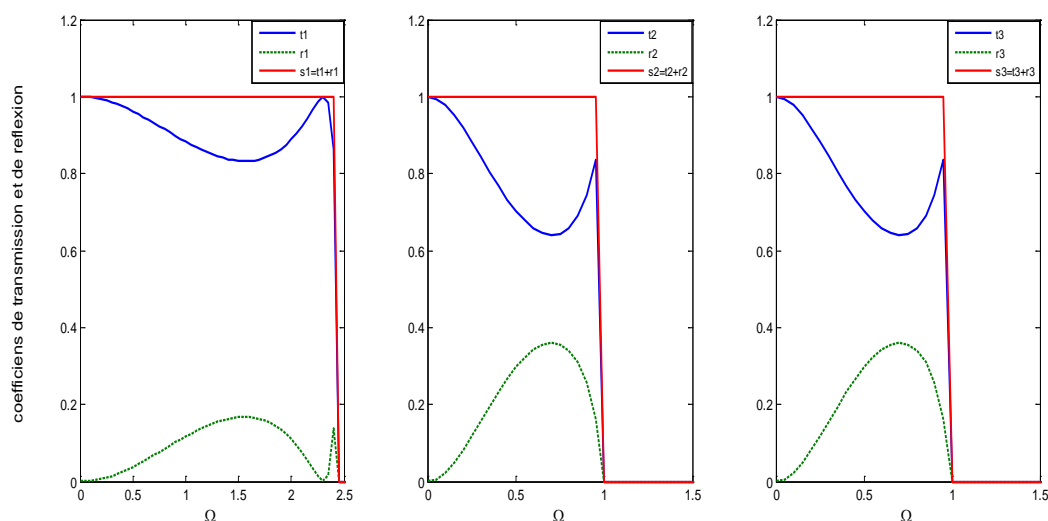 coefficiens de transmission et de reflexion
1.2
1
0.8
0.6
0.4
0.2
0
0 0.5 1 1.5 2 2.5
Ω
t1
r1
s1=t1+r1
1.2
1
0.8
0.6
0.4
0.2
0
0 0.5 1 1.5
Ω
t2
r2
s2=t2+r2
1.2
1
0.8
0.6
0.4
0.2
0
0 0.5 1 1.5
Ω
t3
r3
s3=t3+r3